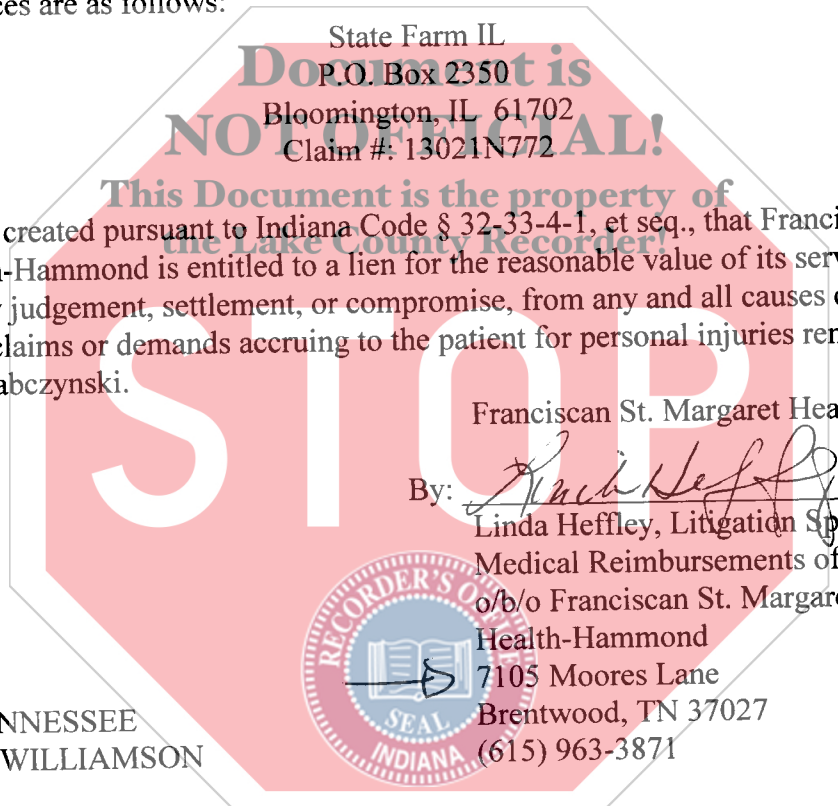 ces are as follows:
State Farm IL
P.O. Box 2350
Bloomington, IL 61702
Claim #: 13021N772
Document is
NOT OFFICIAL!
This Document is the property of
the Lake County Recorder!
created pursuant to Indiana Code § 32-33-4-1, et seq., that Franci
-Hammond is entitled to a lien for the reasonable value of its serv
judgement, settlement, or compromise, from any and all causes
claims or demands accruing to the patient for personal injuries ren
abczynski.
STOP
Franciscan St. Margaret Hea
By: Linda Heffley
Linda Heffley, Litigation Sp
Medical Reimbursements of
o/b/o Franciscan St. Margare
Health-Hammond
7105 Moores Lane
Brentwood, TN 37027
(615) 963-3871
RECORDER'S OFFICE
SEAL
INDIANA
NNESSEE
WILLIAMSON